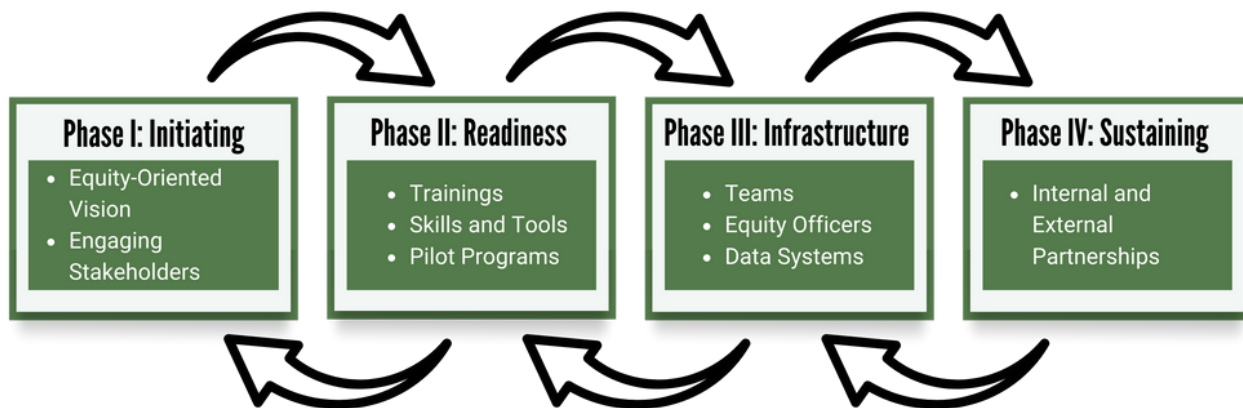 Phase I: Initiating
• Equity-Oriented
Vision
• Engaging
Stakeholders
Phase II: Readiness
• Trainings
• Skills and Tools
• Pilot Programs
Phase III: Infrastructure
• Teams
• Equity Officers
• Data Systems
Phase IV: Sustaining
• Internal and
External
Partnerships